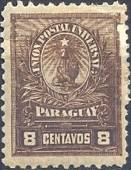 UNION POSTAL UNIVERSAL
PARAGUAY
8 CENTAVOS 8